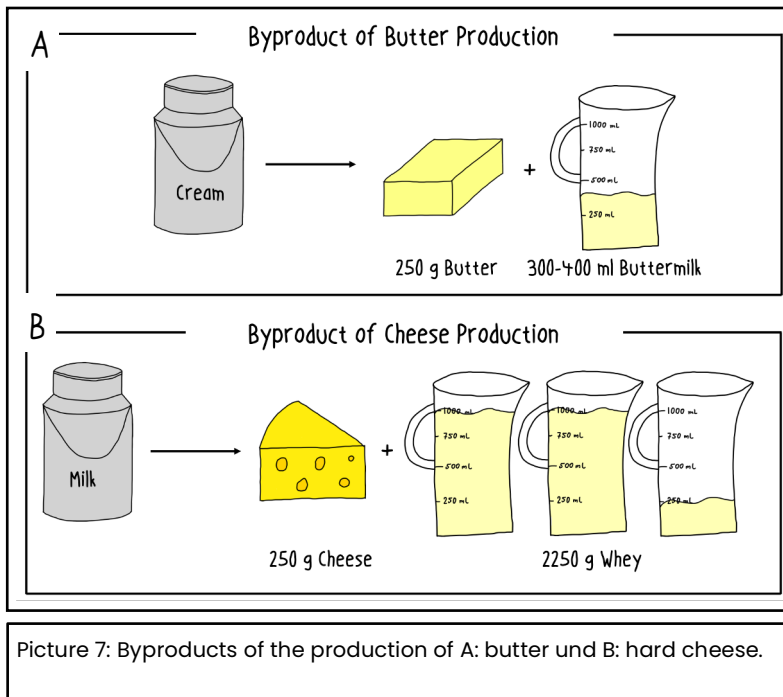 A
Byproduct of Butter Production
Cream
+
1000 mL
750 mL
500 mL
250 mL
250 g Butter
300-400 ml Buttermilk
B
Byproduct of Cheese Production
Milk
+
1000 mL
750 mL
500 mL
250 mL
1000 mL
750 mL
500 mL
250 mL
1000 mL
750 mL
500 mL
250 mL
250 g Cheese
2250 g Whey
Picture 7: Byproducts of the production of A: butter und B: hard cheese.